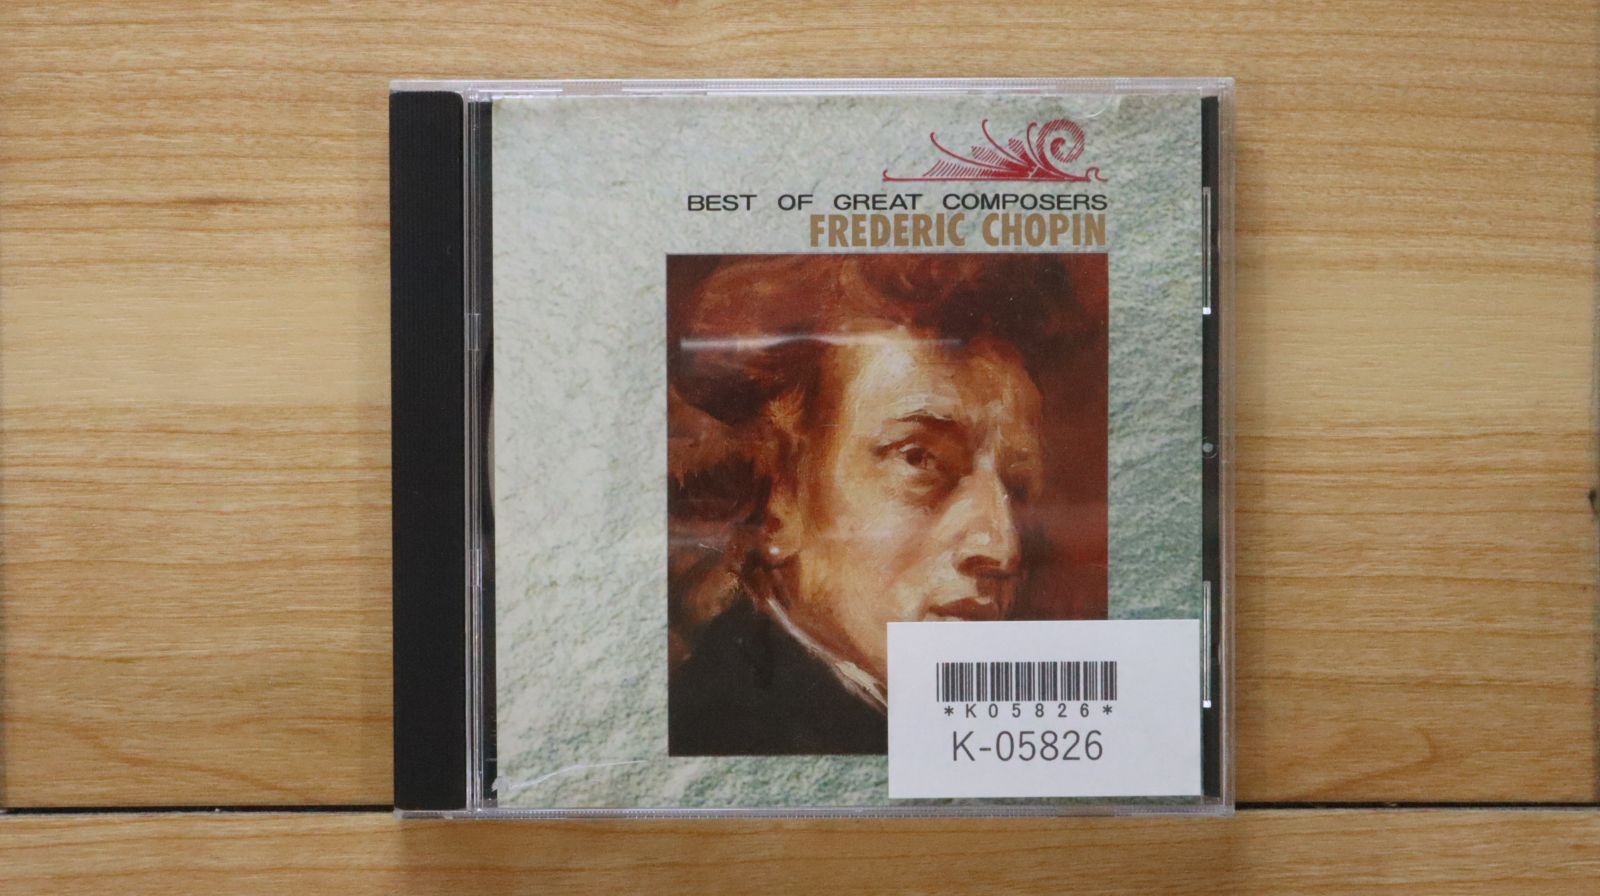 BEST OF GREAT COMPOSERS
FREDERIC CHOPIN
*K05826*
K-05826